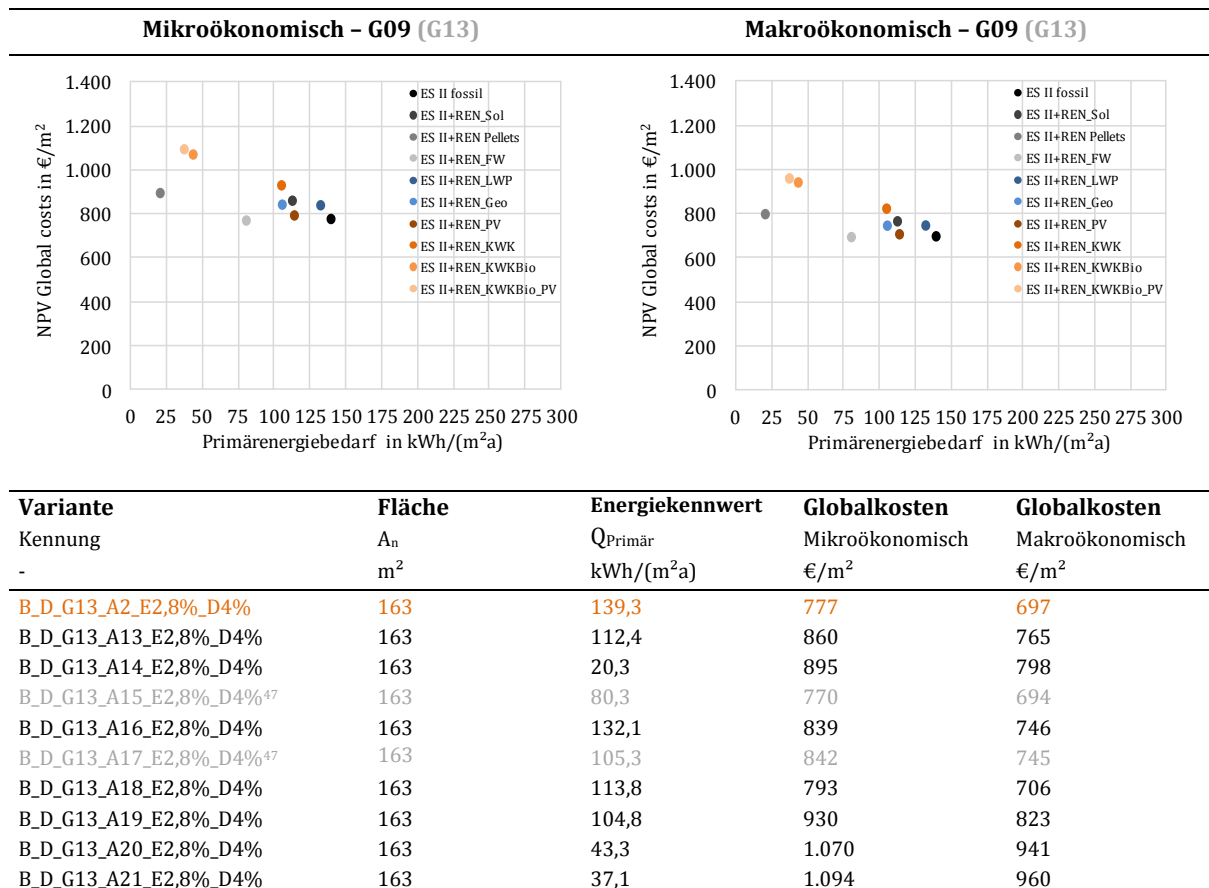 Mikroökonomisch – G09 (G13)
Makroökonomisch – G09 (G13)
1.400
1.200
1.000
800
600
400
200
0
NPV Global costs in €/m²
0 25 50 75 100 125 150 175 200 225 250 275 300
Primärenergiebedarf in kWh/(m²a)
ES II fossil
ES II+REN_Sol
ES II+REN Pellets
ES II+REN_FW
ES II+REN_LWP
ES II+REN_Geo
ES II+REN_PV
ES II+REN_KWK
ES II+REN_KWKBio
ES II+REN_KWKBio_PV
1.400
1.200
1.000
800
600
400
200
0
NPV Global costs in €/m²
0 25 50 75 100 125 150 175 200 225 250 275 300
Primärenergiebedarf in kWh/(m²a)
ES II fossil
ES II+REN_Sol
ES II+REN Pellets
ES II+REN_FW
ES II+REN_LWP
ES II+REN_Geo
ES II+REN_PV
ES II+REN_KWK
ES II+REN_KWKBio
ES II+REN_KWKBio_PV
Variante Fläche Energiekennwert Globalkosten Globalkosten
Kennung An QPrimär Mikroökonomisch Makroökonomisch
- m² kWh/(m²a) €/m² €/m²
B_D_G13_A2_E2,8%_D4% 163 139,3 777 697
B_D_G13_A13_E2,8%_D4% 163 112,4 860 765
B_D_G13_A14_E2,8%_D4% 163 20,3 895 798
B_D_G13_A15_E2,8%_D4%47 163 80,3 770 694
B_D_G13_A16_E2,8%_D4% 163 132,1 839 746
B_D_G13_A17_E2,8%_D4%47 163 105,3 842 745
B_D_G13_A18_E2,8%_D4% 163 113,8 793 706
B_D_G13_A19_E2,8%_D4% 163 104,8 930 823
B_D_G13_A20_E2,8%_D4% 163 43,3 1.070 941
B_D_G13_A21_E2,8%_D4% 163 37,1 1.094 960